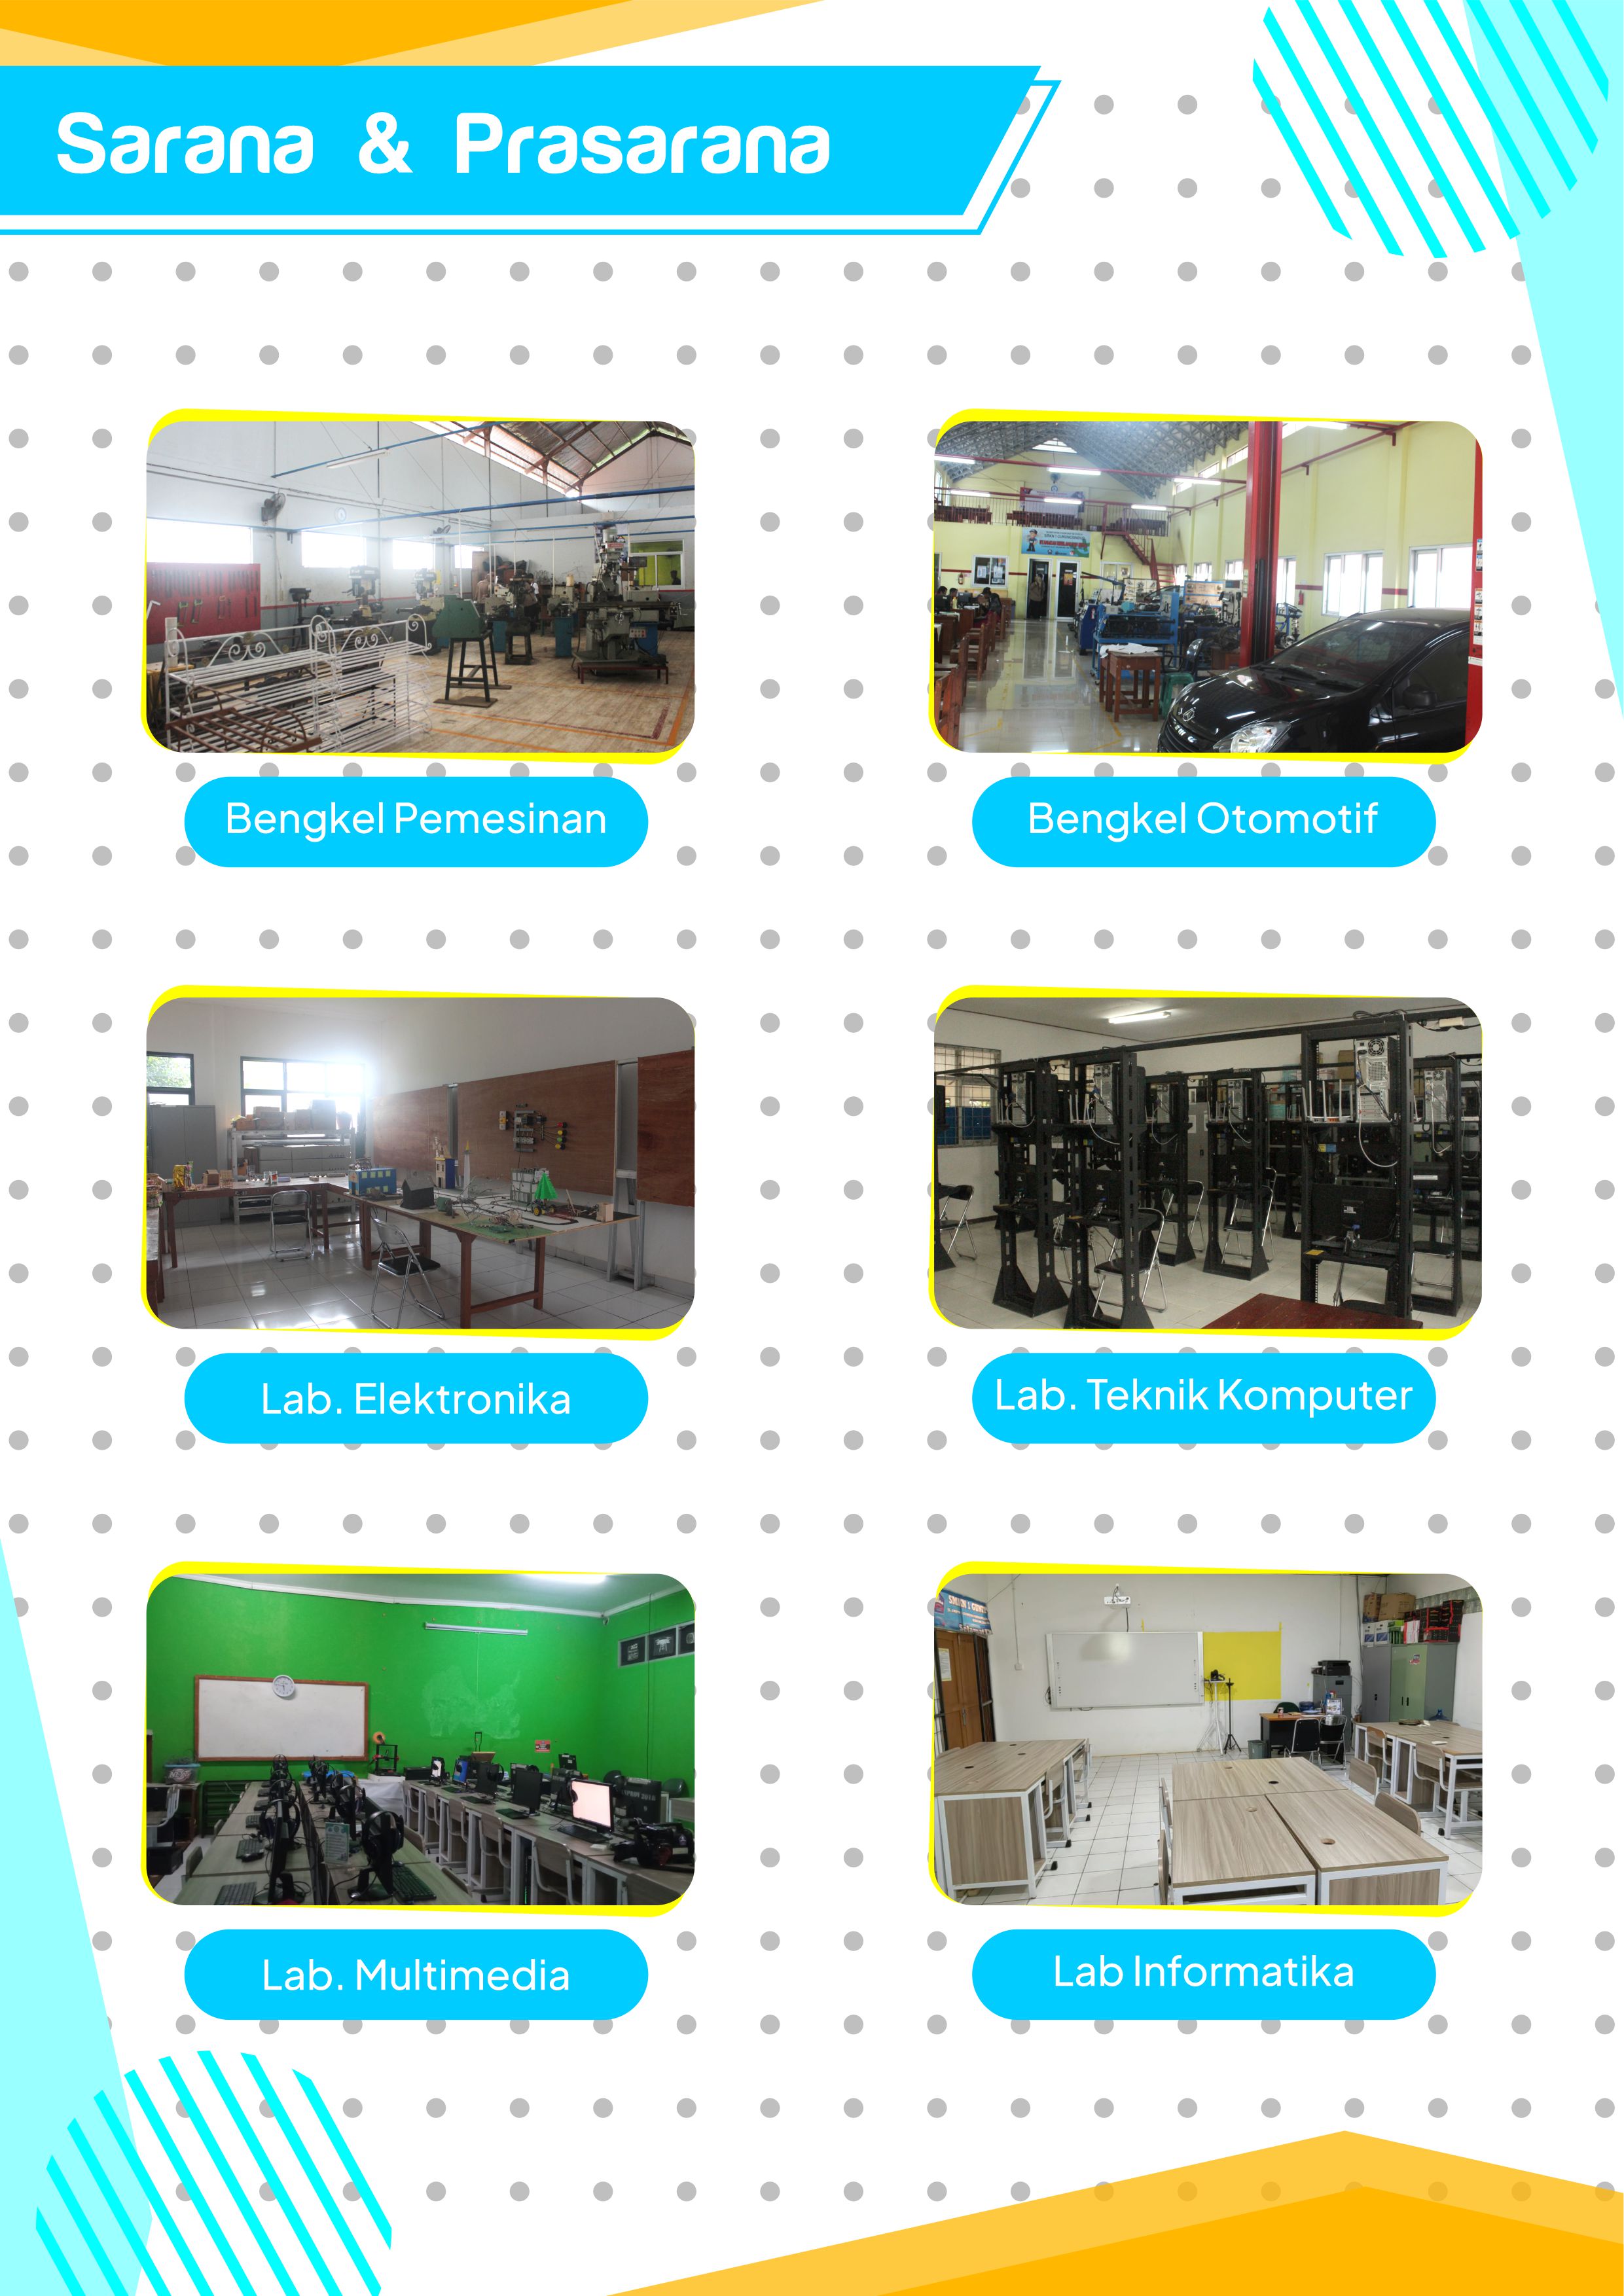 Sarana & Prasarana
Bengkel Pemesinan
Bengkel Otomotif
Lab. Elektronika
Lab. Teknik Komputer
Lab. Multimedia
Lab Informatika